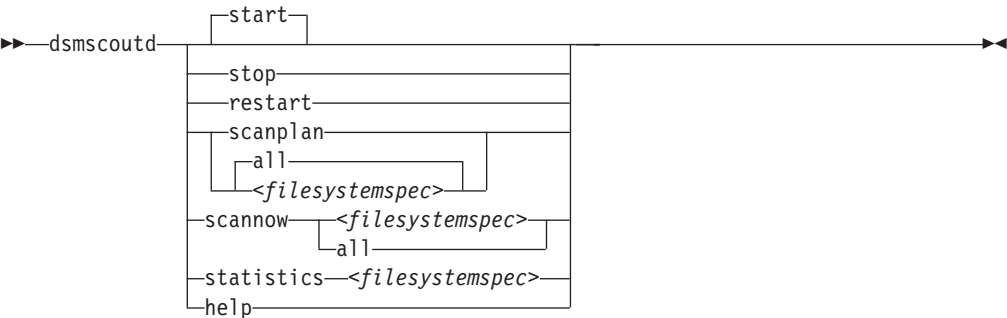 start
dsmscoutd
stop
restart
scanplan
all
<filesystemspec>
scannow <filesystemspec>
all
statistics <filesystemspec>
help